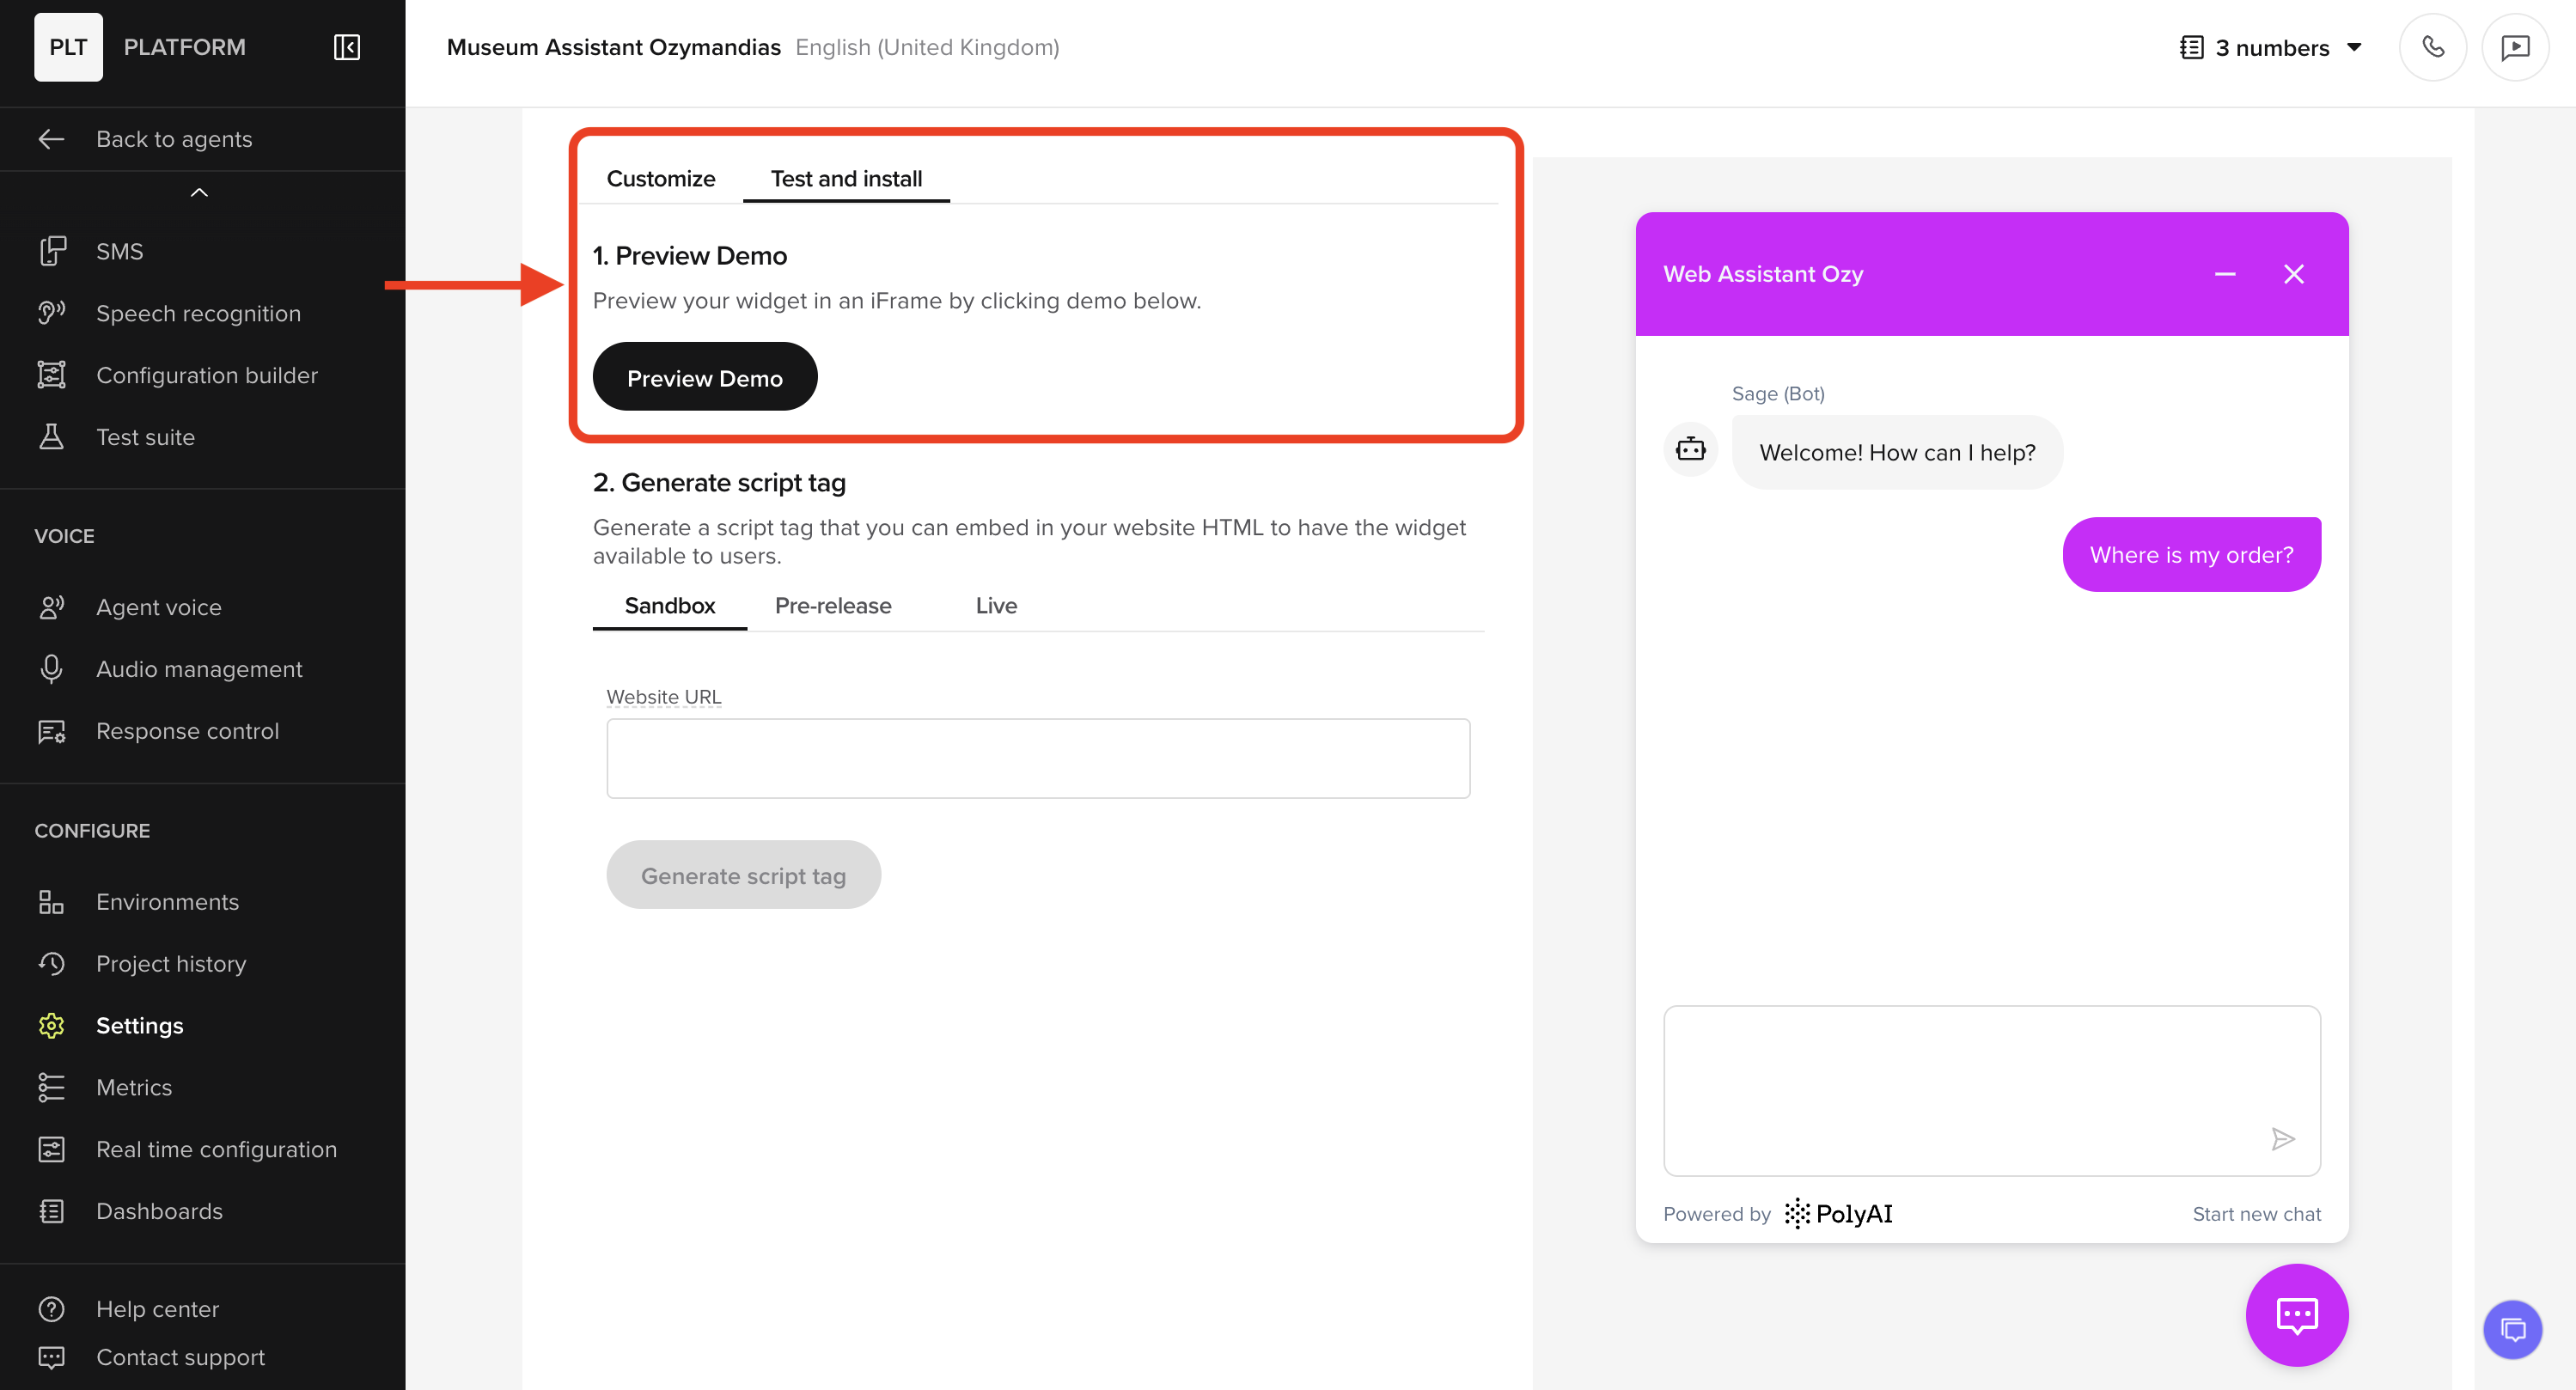 PLT PLATFORM
Back to agents
SMS
Speech recognition
Configuration builder
Test suite
VOICE
Agent voice
Audio management
Response control
CONFIGURE
Environments
Project history
Settings
Metrics
Real time configuration
Dashboards
Help center
Contact support
Museum Assistant Ozymandias English (United Kingdom)
3 numbers
Customize Test and install
1. Preview Demo
Preview your widget in an iFrame by clicking demo below.
Preview Demo
2. Generate script tag
Generate a script tag that you can embed in your website HTML to have the widget
available to users.
Sandbox Pre-release Live
Website URL
Generate script tag
Web Assistant Ozy
Sage (Bot)
Welcome! How can I help?
Where is my order?
Powered by PolyAI
Start new chat